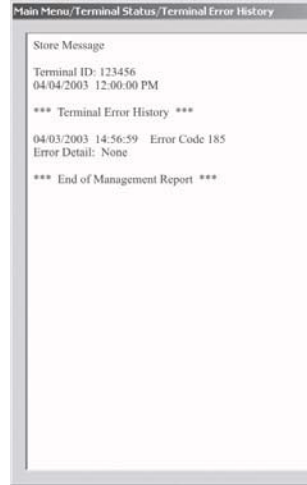 Main Menu/Terminal Status/Terminal Error History
Store Message
Terminal ID: 123456
04/04/2003 12:00:00 PM
*** Terminal Error History ***
04/03/2003 14:56:59 Error Code 185
Error Detail: None
*** End of Management Report ***